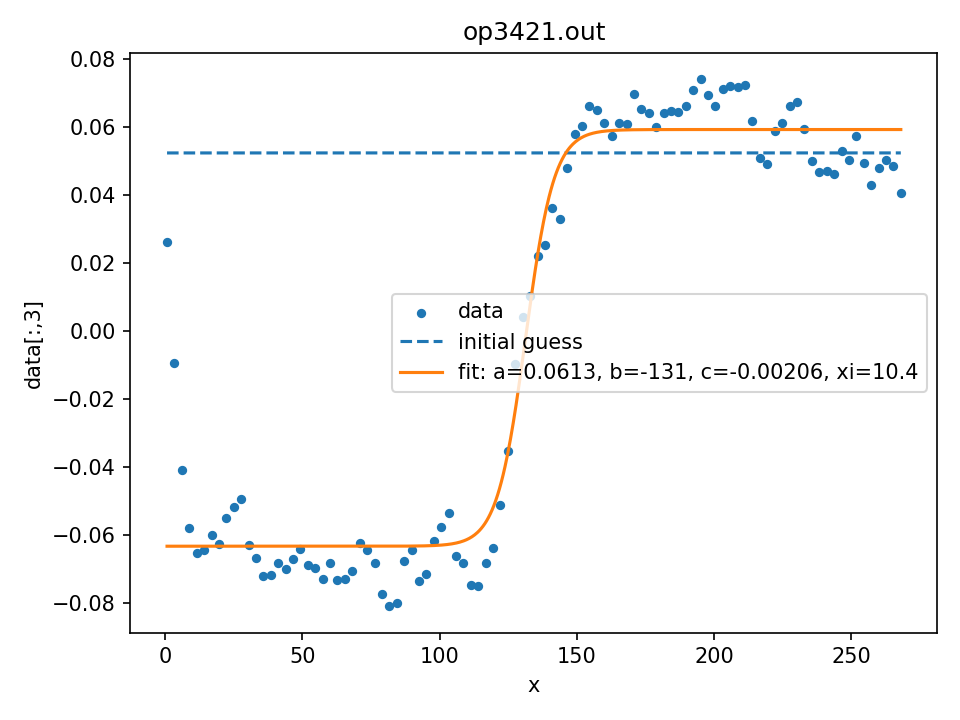 op3421.out
0.08
0.06
0.04
0.02
0.00
−0.02
−0.04
−0.06
−0.08
data[:,3]
data
initial guess
fit: a=0.0613, b=-131, c=-0.00206, xi=10.4
0 50 100 150 200 250
x